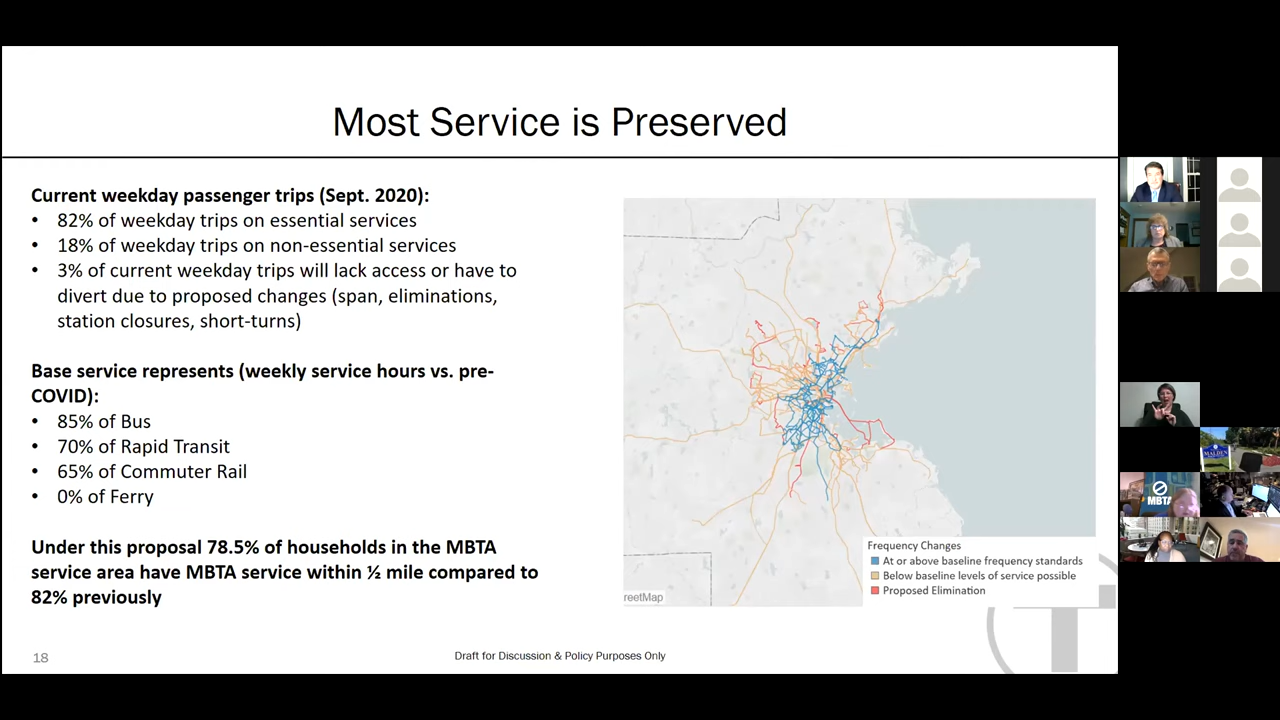 Most Service is Preserved
Current weekday passenger trips (Sept. 2020):
• 82% of weekday trips on essential services
• 18% of weekday trips on non-essential services
• 3% of current weekday trips will lack access or have to
divert due to proposed changes (span, eliminations,
station closures, short-turns)
Base service represents (weekly service hours vs. pre-
COVID):
• 85% of Bus
• 70% of Rapid Transit
• 65% of Commuter Rail
• 0% of Ferry
Under this proposal 78.5% of households in the MBTA
service area have MBTA service within ½ mile compared to
82% previously
reetMap
Frequency Changes
At or above baseline frequency standards
Below baseline levels of service possible
Proposed Elimination
18
Draft for Discussion & Policy Purposes Only
MALDEN
MBTA